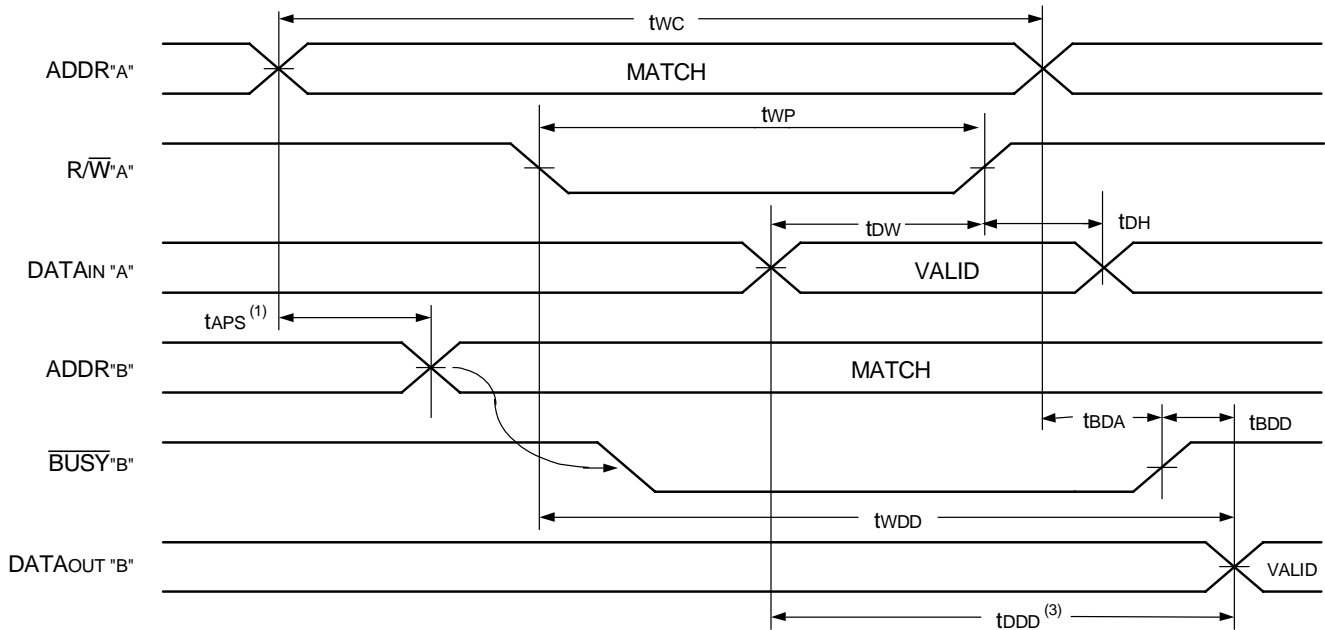 tWC
ADDR"A"
MATCH
tWP
R/W̅"A"
tDW
tDH
DATAIN "A"
VALID
tAPS (1)
ADDR"B"
MATCH
tBDA
tBDD
B̅U̅S̅Y̅"B"
tWDD
DATAOUT "B"
VALID
tDDD (3)